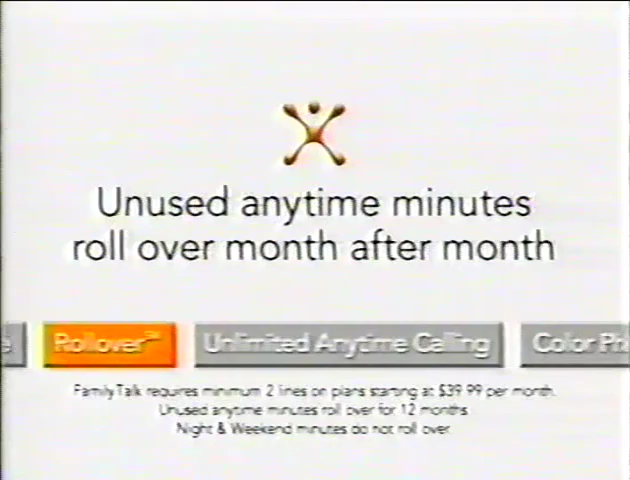 Unused anytime minutes
roll over month after month
Rollover℠ Unlimited Anytime Calling Color
FamilyTalk requires minimum 2 lines on plans starting at $39.99 per month.
Unused anytime minutes roll over for 12 months.
Night & Weekend minutes do not roll over.